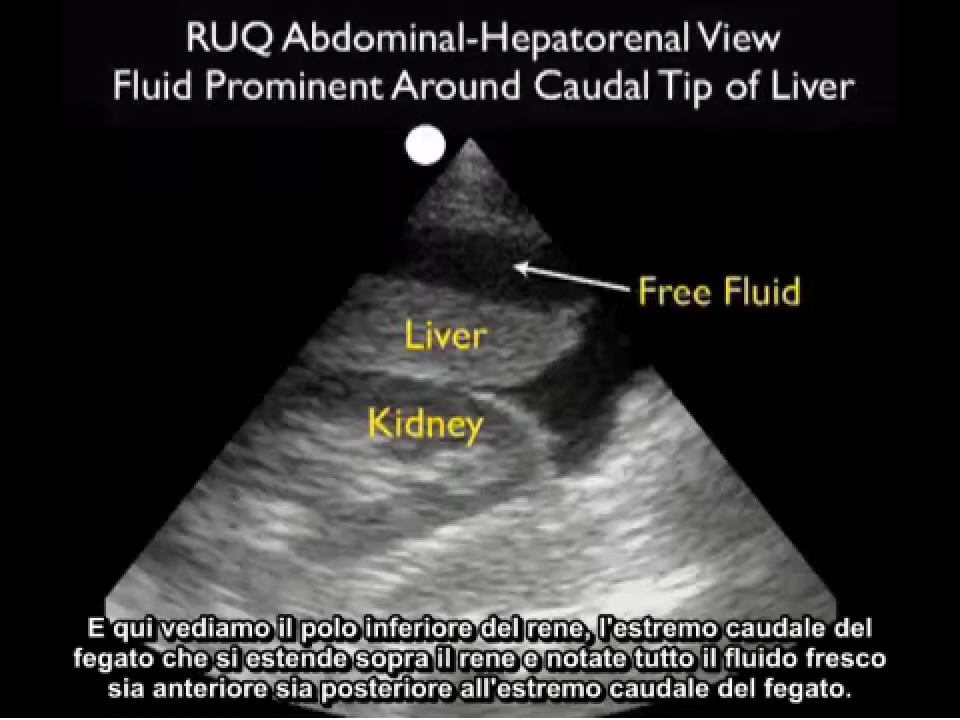 RUQ Abdominal-Hepatorenal View
Fluid Prominent Around Caudal Tip of Liver
Free Fluid
Liver
Kidney
E qui vediamo il polo inferiore del rene, l'estremo caudale del
fegato che si estende sopra il rene e notate tutto il fluido fresco
sia anteriore sia posteriore all'estremo caudale del fegato.